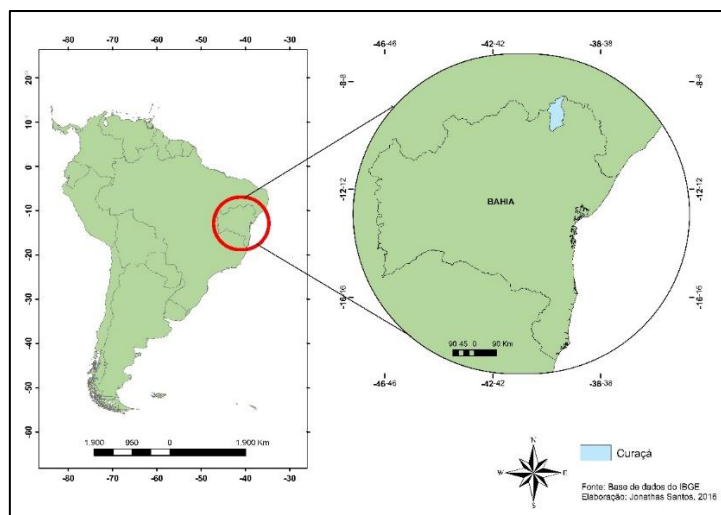 -80 -70 -60 -50 -40 -30
20
10
0
-10
-20
-30
-40
-50
-60
1.900 950 0 1.900 Km
-80 -70 -60 -50 -40 -30
-46-46 -42-42 -38-38
-8-8 -8-8
-12-12 -12-12
BAHIA
-16-16 -16-16
90 45 0 90 Km
-46-46 -42-42 -38-38
N
W E
S
Curaçá
Fonte: Base de dados do IBGE
Elaboração: Jonathas Santos, 2016